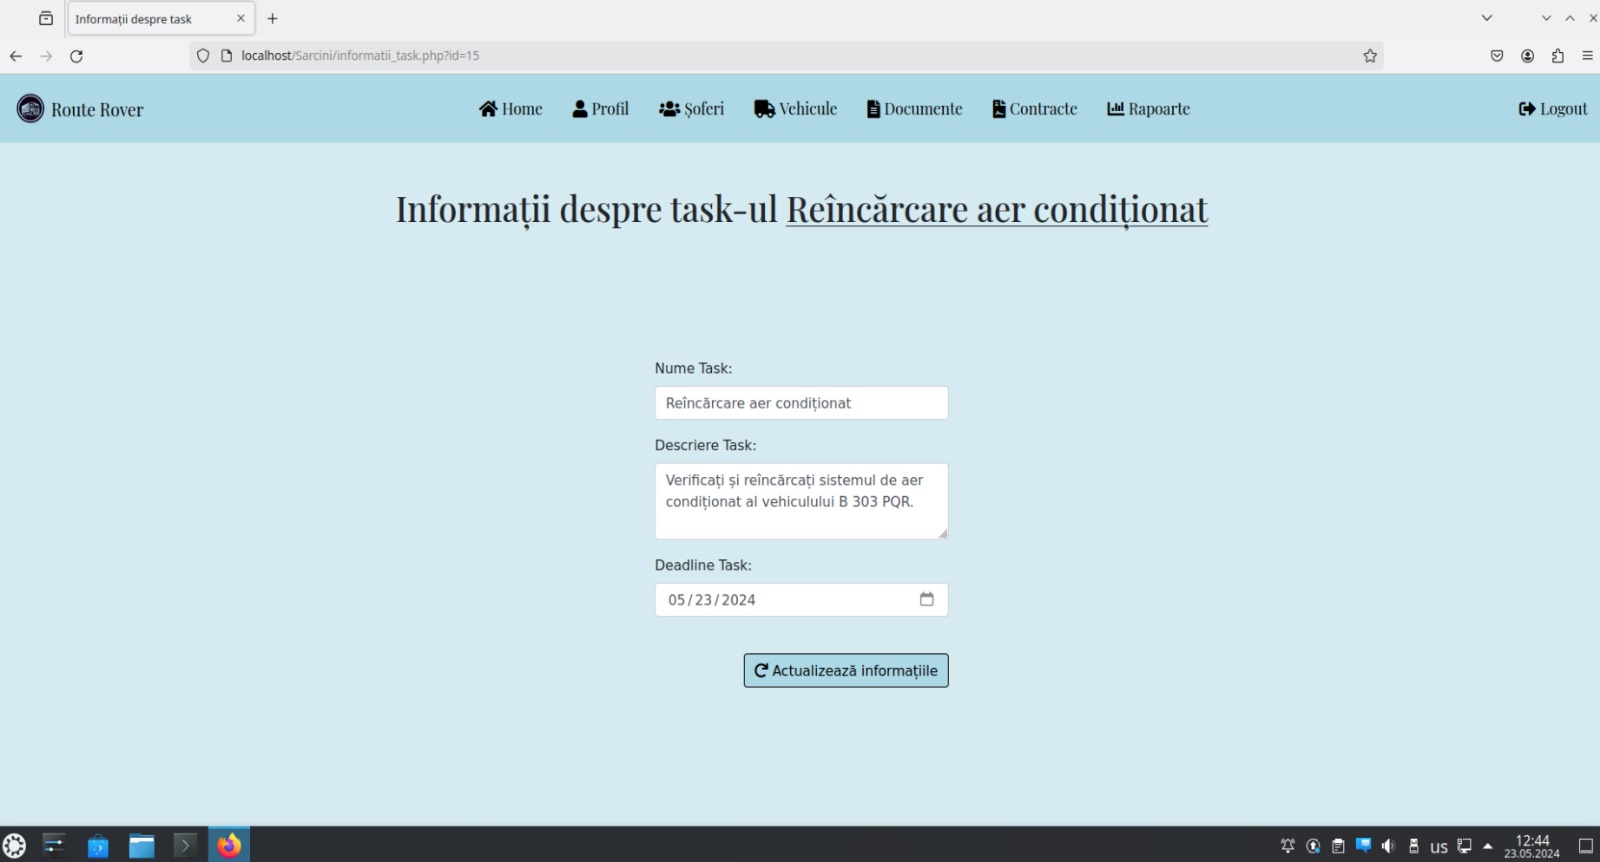 Informații despre task
localhost/Sarcini/informatii_task.php?id=15
Route Rover
Home
Profil
Șoferi
Vehicule
Documente
Contracte
Rapoarte
Logout
Informații despre task-ul Reîncărcare aer condiționat
Nume Task:
Reîncărcare aer condiționat
Descriere Task:
Verificați și reîncărcați sistemul de aer
condiționat al vehiculului B 303 PQR.
Deadline Task:
05/23/2024
Actualizează informațiile
us
12:44
23.05.2024